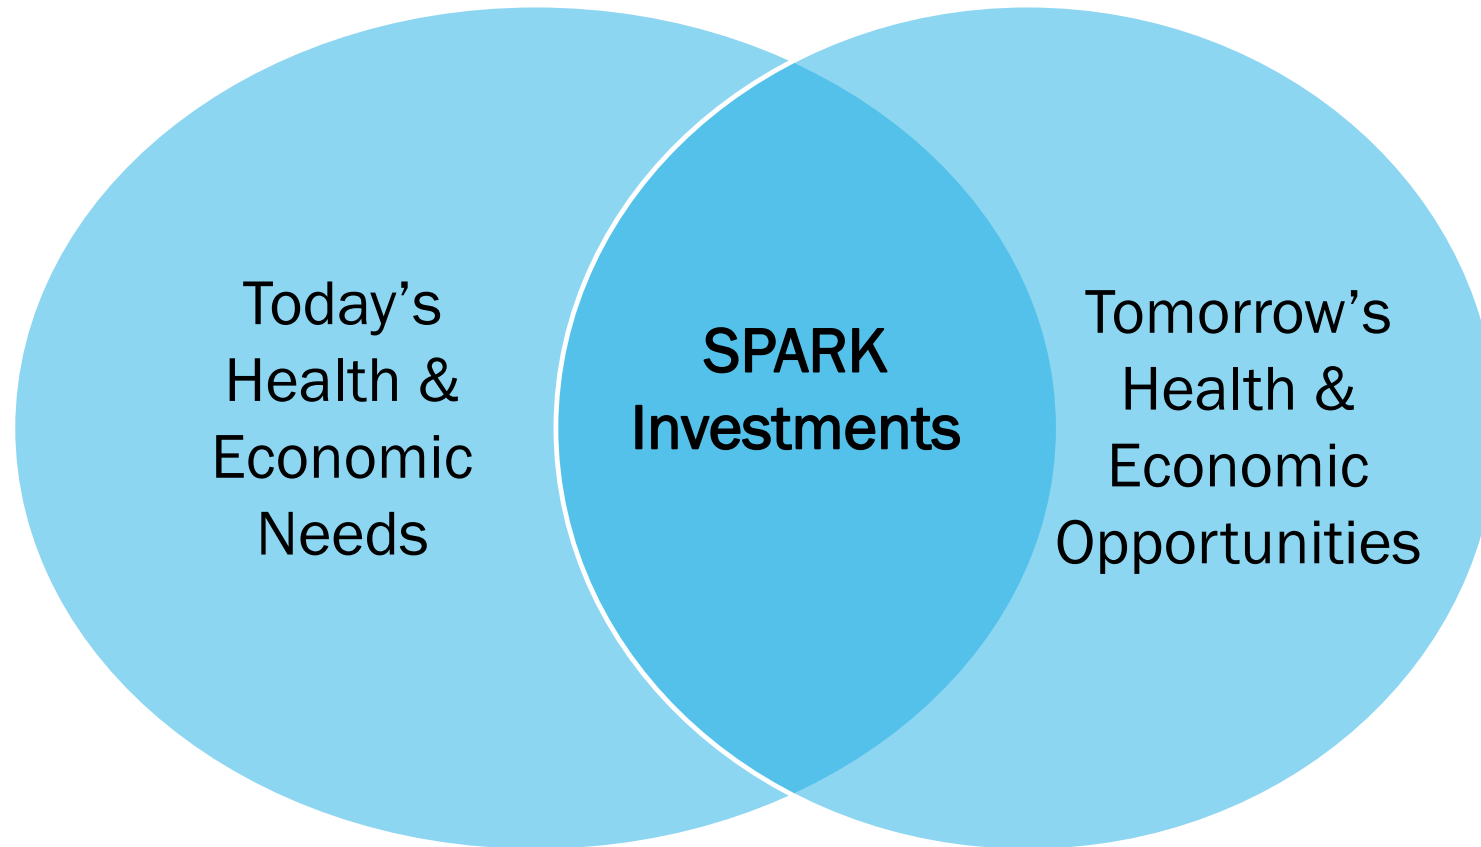 Today’s
Health &
Economic
Needs
SPARK
Investments
Tomorrow’s
Health &
Economic
Opportunities